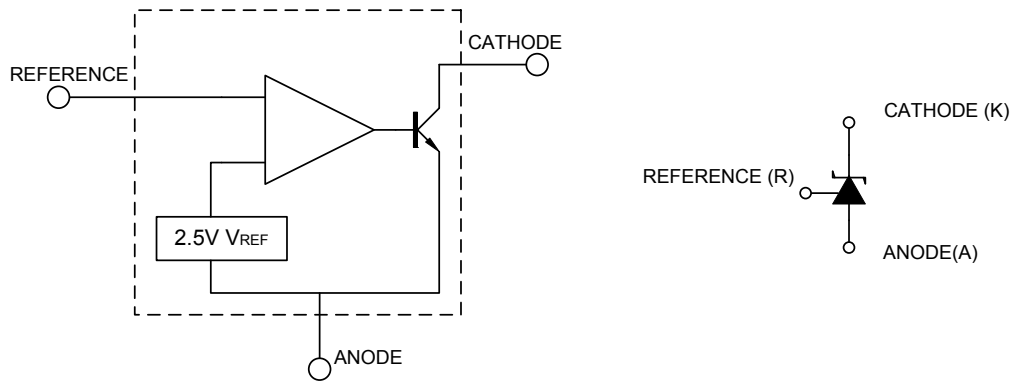 CATHODE
REFERENCE
2.5V VREF
ANODE
CATHODE (K)
REFERENCE (R)
ANODE(A)